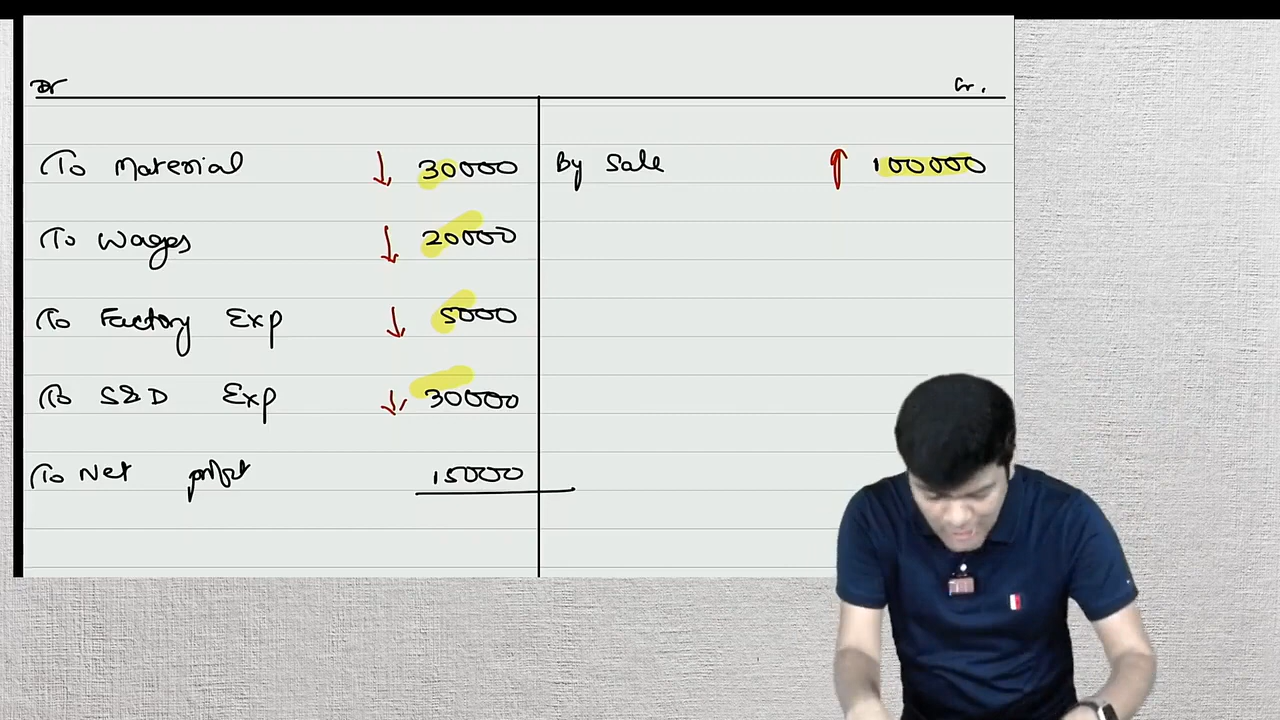 Dr Cr.
To Material 30000 By Sale 100000
To Wages 20000
To Factory Exp 5000
To S&D Exp 30000
To Net profit 15000